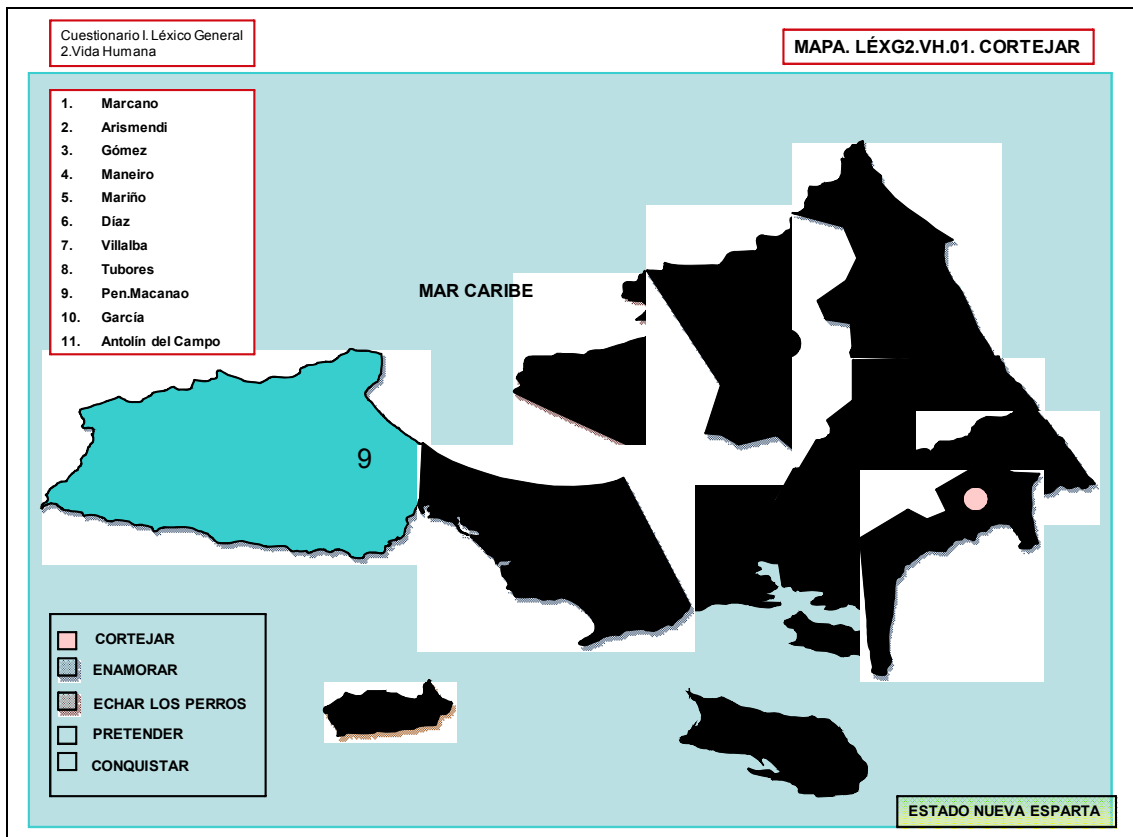 Cuestionario I. Léxico General
2.Vida Humana
MAPA. LÉXG2.VH.01. CORTEJAR
1. Marcano
2. Arismendi
3. Gómez
4. Maneiro
5. Mariño
6. Díaz
7. Villalba
8. Tubores
9. Pen.Macanao
10. García
11. Antolín del Campo
MAR CARIBE
9
CORTEJAR
ENAMORAR
ECHAR LOS PERROS
PRETENDER
CONQUISTAR
ESTADO NUEVA ESPARTA